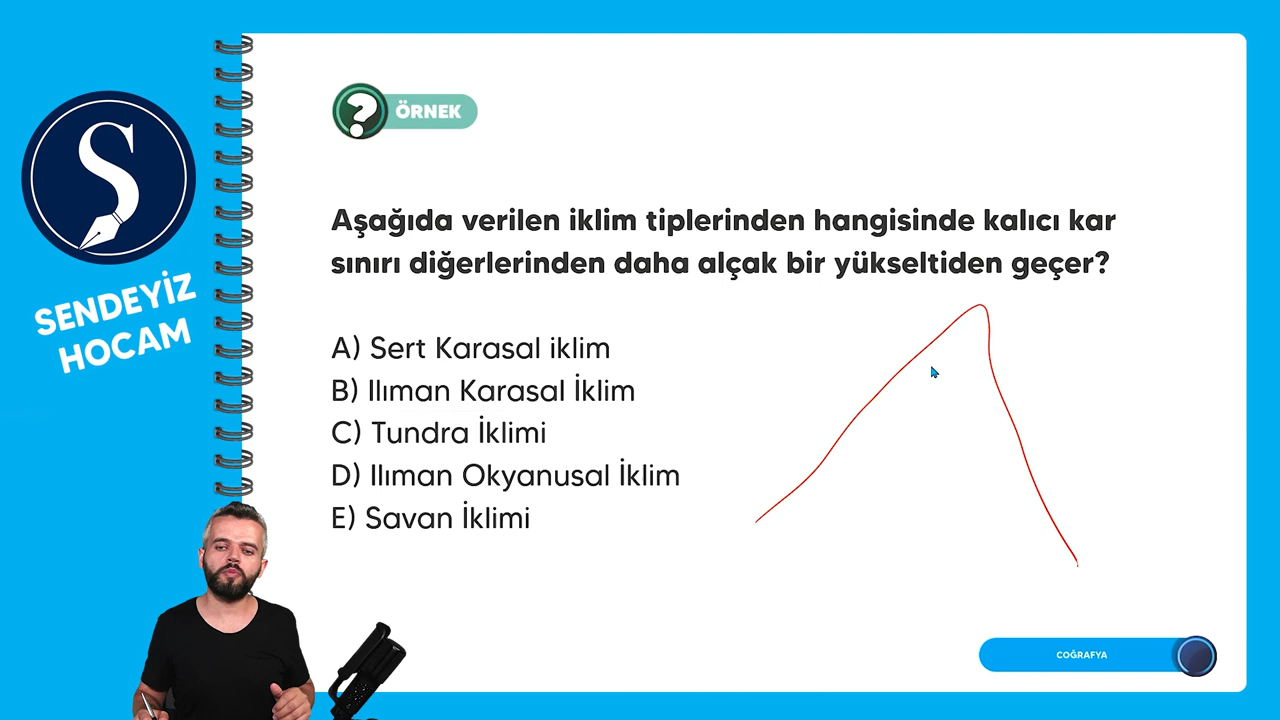 S
SENDEYİZ
HOCAM
?
ÖRNEK
Aşağıda verilen iklim tiplerinden hangisinde kalıcı kar
sınırı diğerlerinden daha alçak bir yükseltiden geçer?
A) Sert Karasal iklim
B) Ilıman Karasal İklim
C) Tundra İklimi
D) Ilıman Okyanusal İklim
E) Savan İklimi
COĞRAFYA